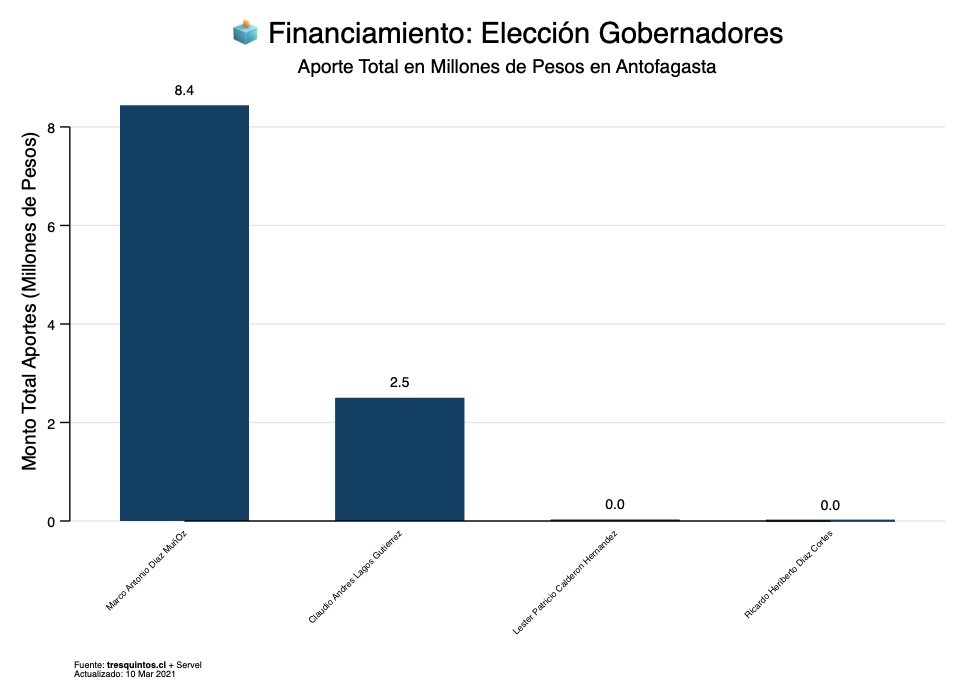 Financiamiento: Elección Gobernadores
Aporte Total en Millones de Pesos en Antofagasta
Monto Total Aportes (Millones de Pesos)
8
6
4
2
0
8.4
2.5
0.0
0.0
Marco Antonio Diaz MuñOz
Claudio Andres Lagos Gutierrez
Lester Patricio Calderon Hernandez
Ricardo Heriberto Diaz Cortes
Fuente: tresquintos.cl + Servel
Actualizado: 10 Mar 2021